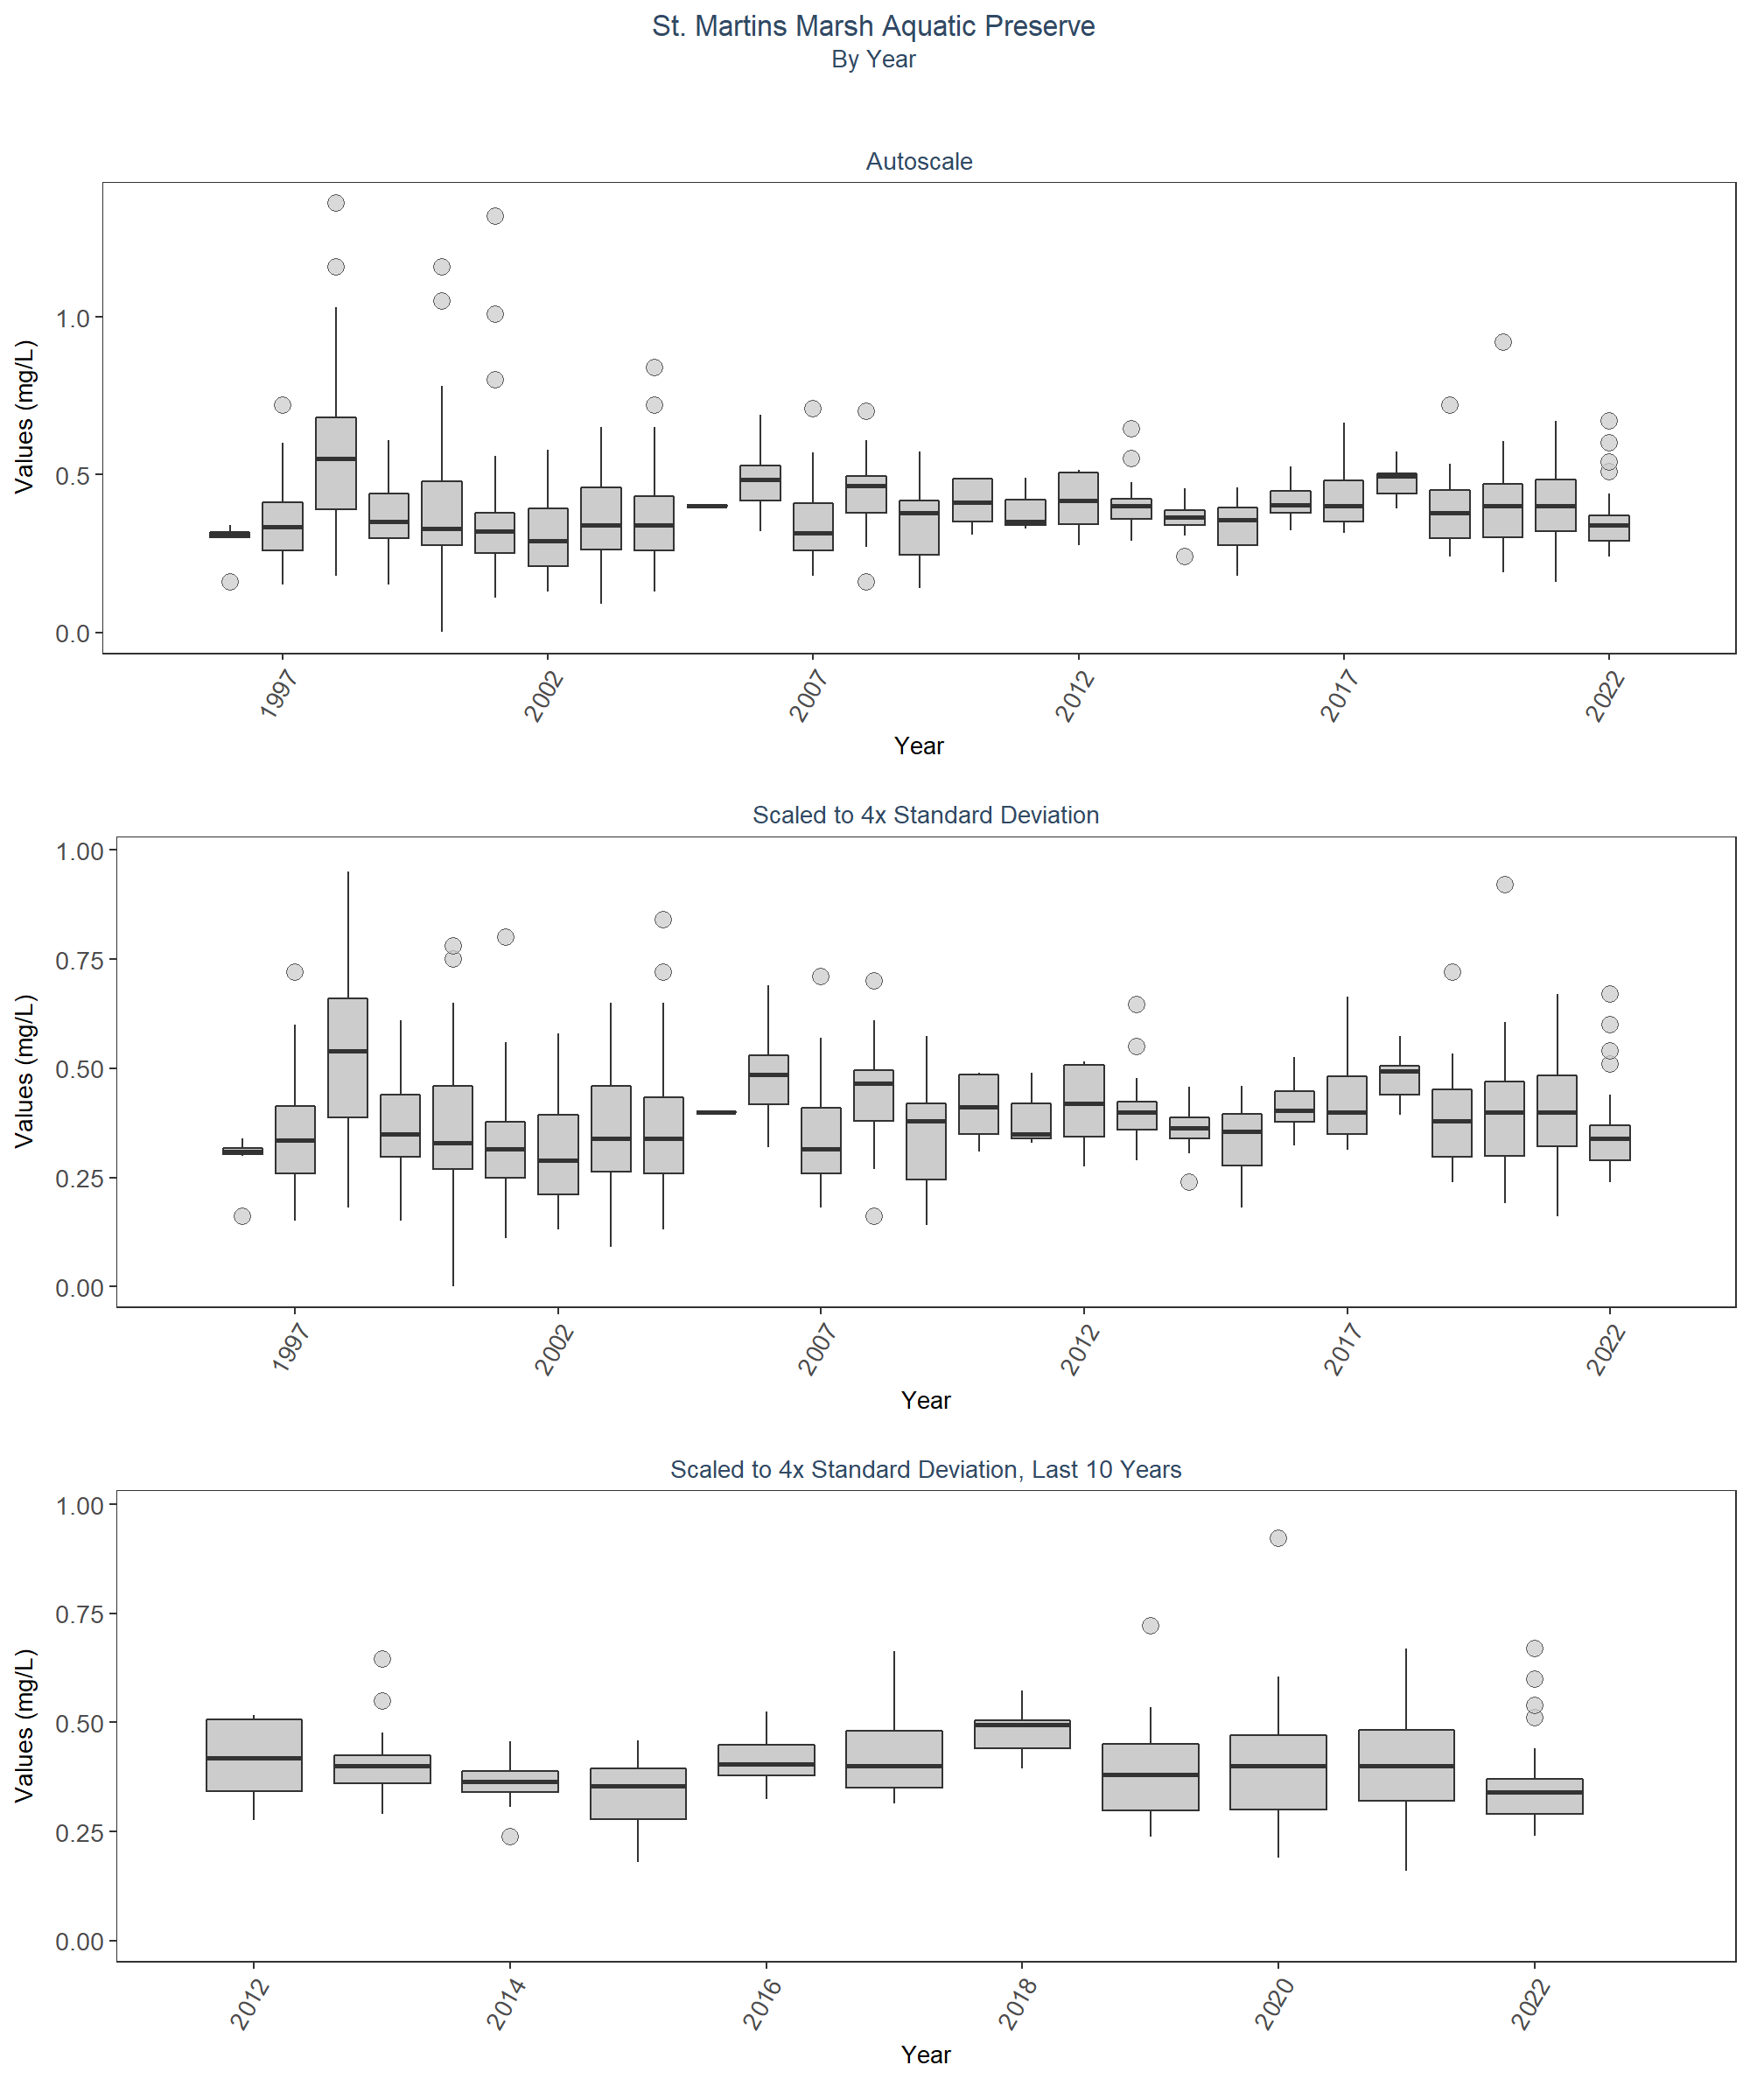 St. Martins Marsh Aquatic Preserve
By Year
Autoscale
Values (mg/L)
1.0
0.5
0.0
1997 2002 2007 2012 2017 2022
Year
Scaled to 4x Standard Deviation
Values (mg/L)
1.00
0.75
0.50
0.25
0.00
1997 2002 2007 2012 2017 2022
Year
Scaled to 4x Standard Deviation, Last 10 Years
Values (mg/L)
1.00
0.75
0.50
0.25
0.00
2012 2014 2016 2018 2020 2022
Year